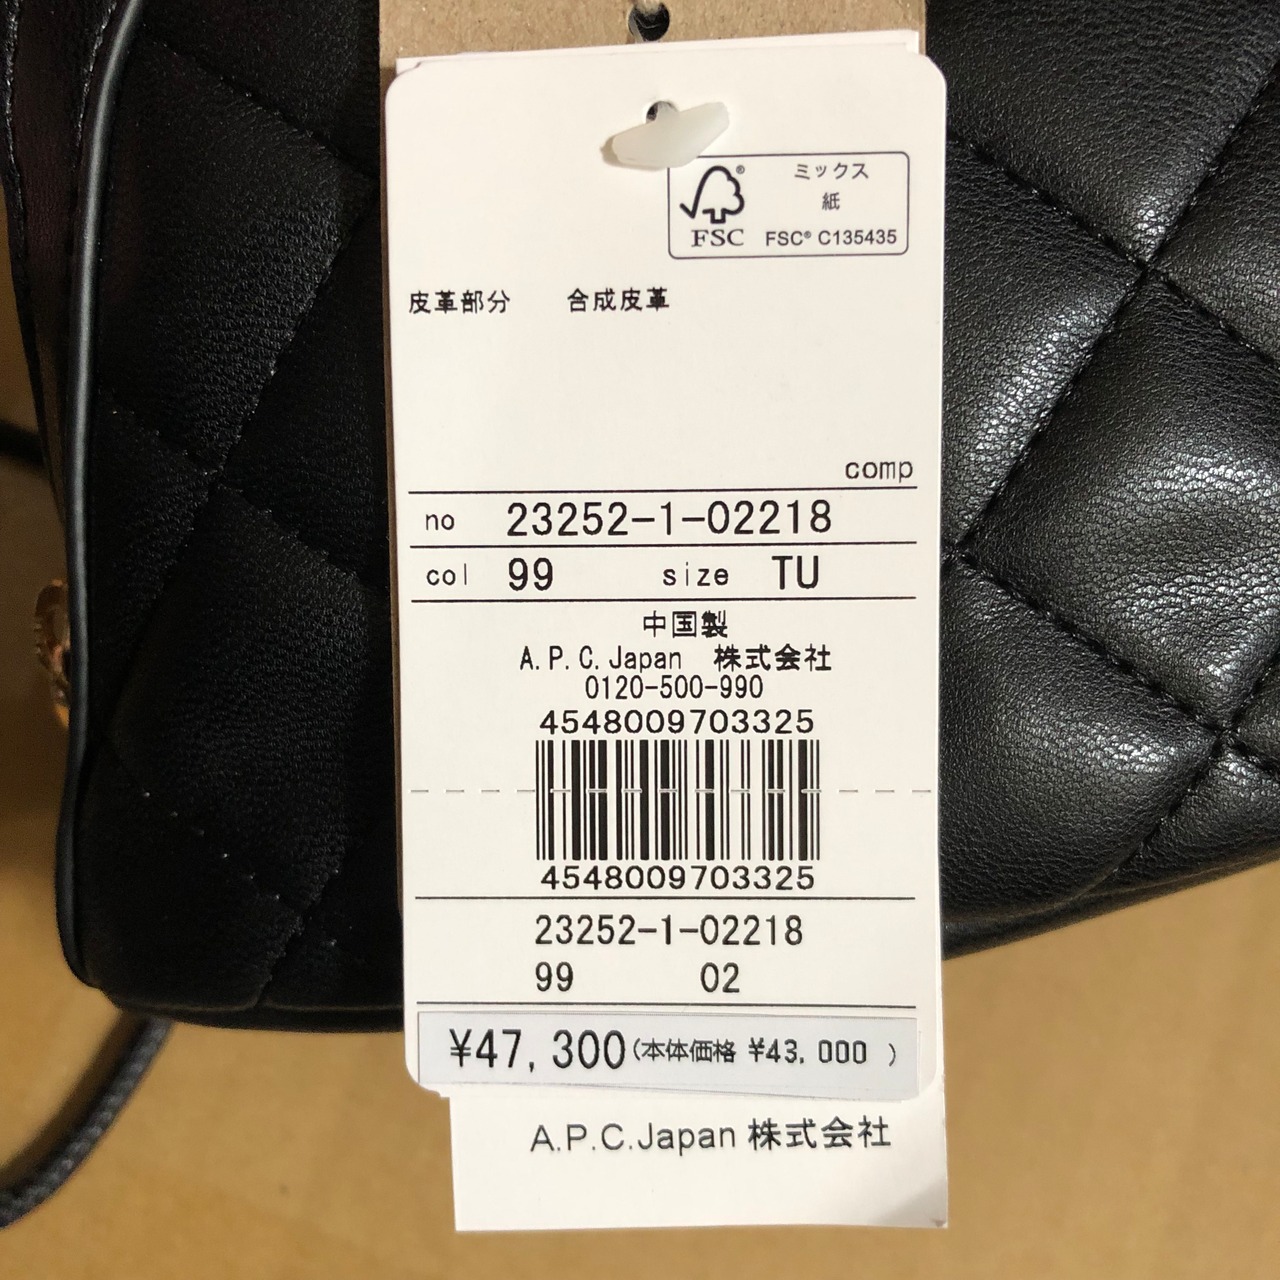 ミックス
紙
FSC® C135435
FSC
皮革部分 合成皮革
comp
no 23252-1-02218
col 99 size TU
中国製
A.P.C.Japan 株式会社
0120-500-990
4548009703325
4548009703325
23252-1-02218
99 02
¥47,300(本体価格 ¥43,000 )
A.P.C.Japan 株式会社